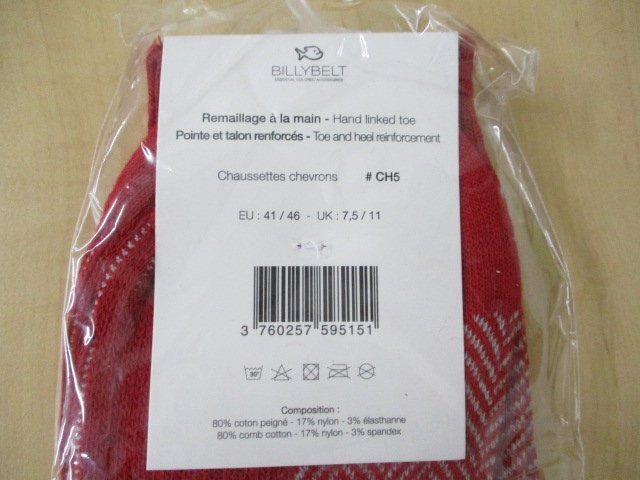 BILLYBELT
ESSENTIAL COLORED ACCESSORIES
Remaillage à la main - Hand linked toe
Pointe et talon renforcés - Toe and heel reinforcement
Chaussettes chevrons # CH5
EU : 41 / 46 - UK : 7,5 / 11
3 760257 595151
30°
Composition :
80% coton peigné - 17% nylon - 3% élasthanne
80% comb cotton - 17% nylon - 3% spandex